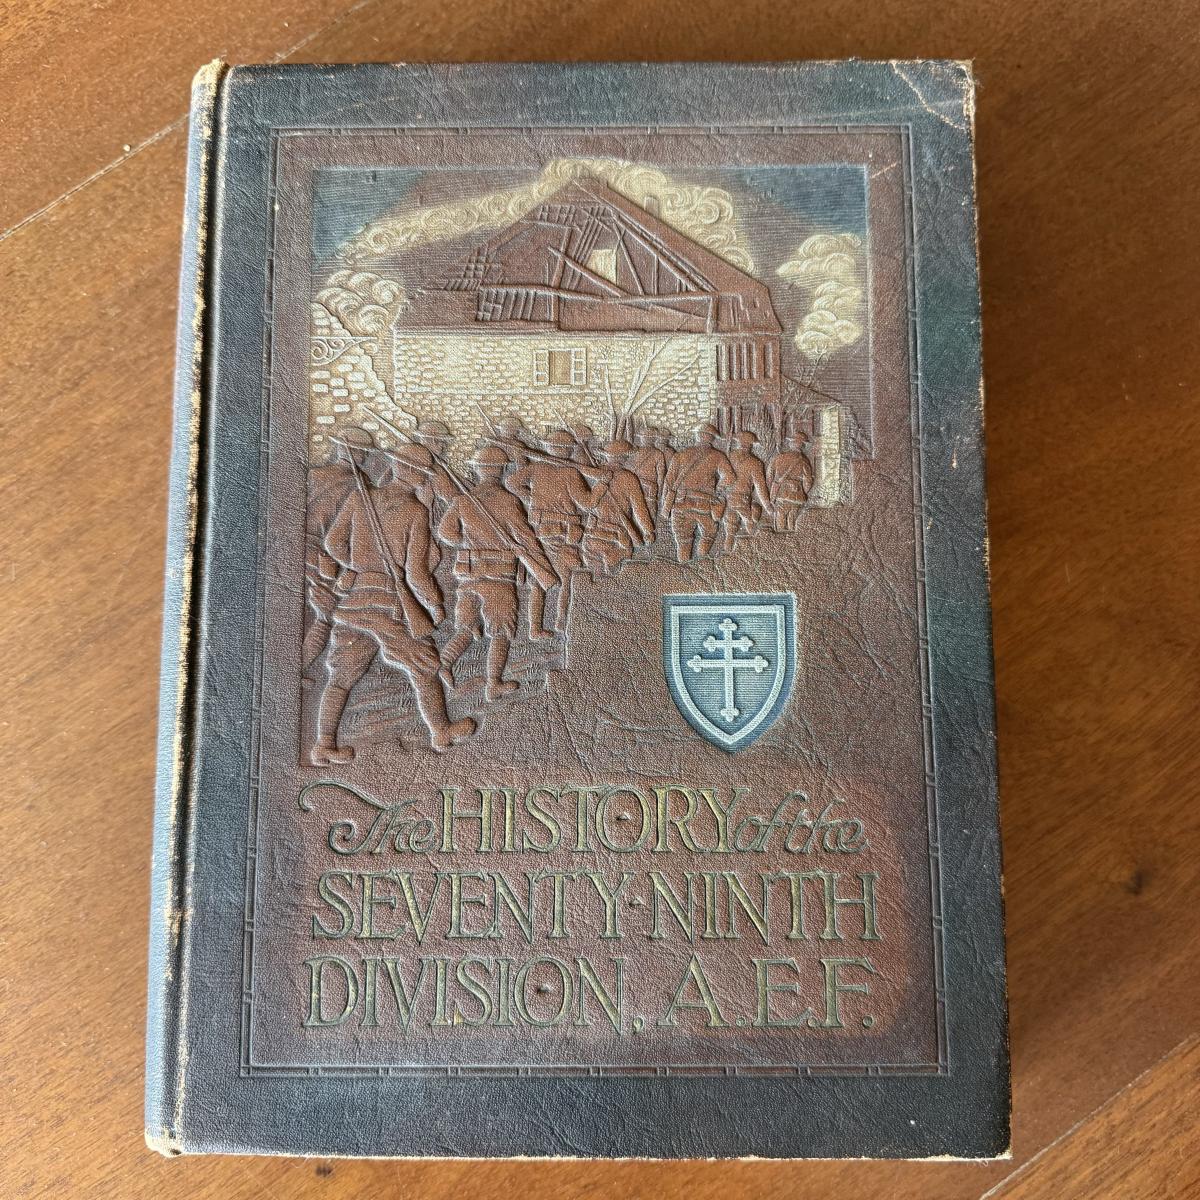 The HISTORY of the
SEVENTY-NINTH
DIVISION, A.E.F.